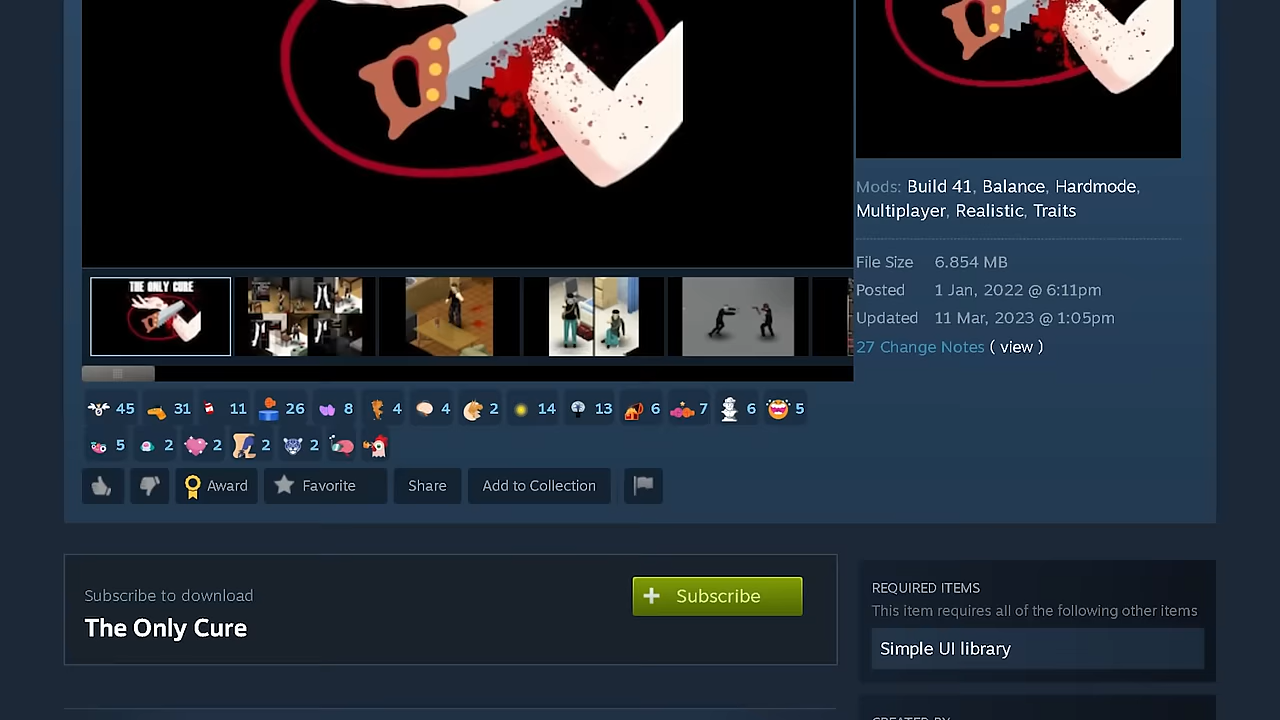 Mods: Build 41, Balance, Hardmode,
Multiplayer, Realistic, Traits
File Size 6.854 MB
Posted 1 Jan, 2022 @ 6:11pm
Updated 11 Mar, 2023 @ 1:05pm
27 Change Notes ( view )
THE ONLY CURE
45 31 11 26 8 4 4 2 14 13 6 7 6 5
5 2 2 2 2
Award Favorite Share Add to Collection
Subscribe to download
The Only Cure
+ Subscribe
REQUIRED ITEMS
This item requires all of the following other items
Simple UI library
CREATED BY